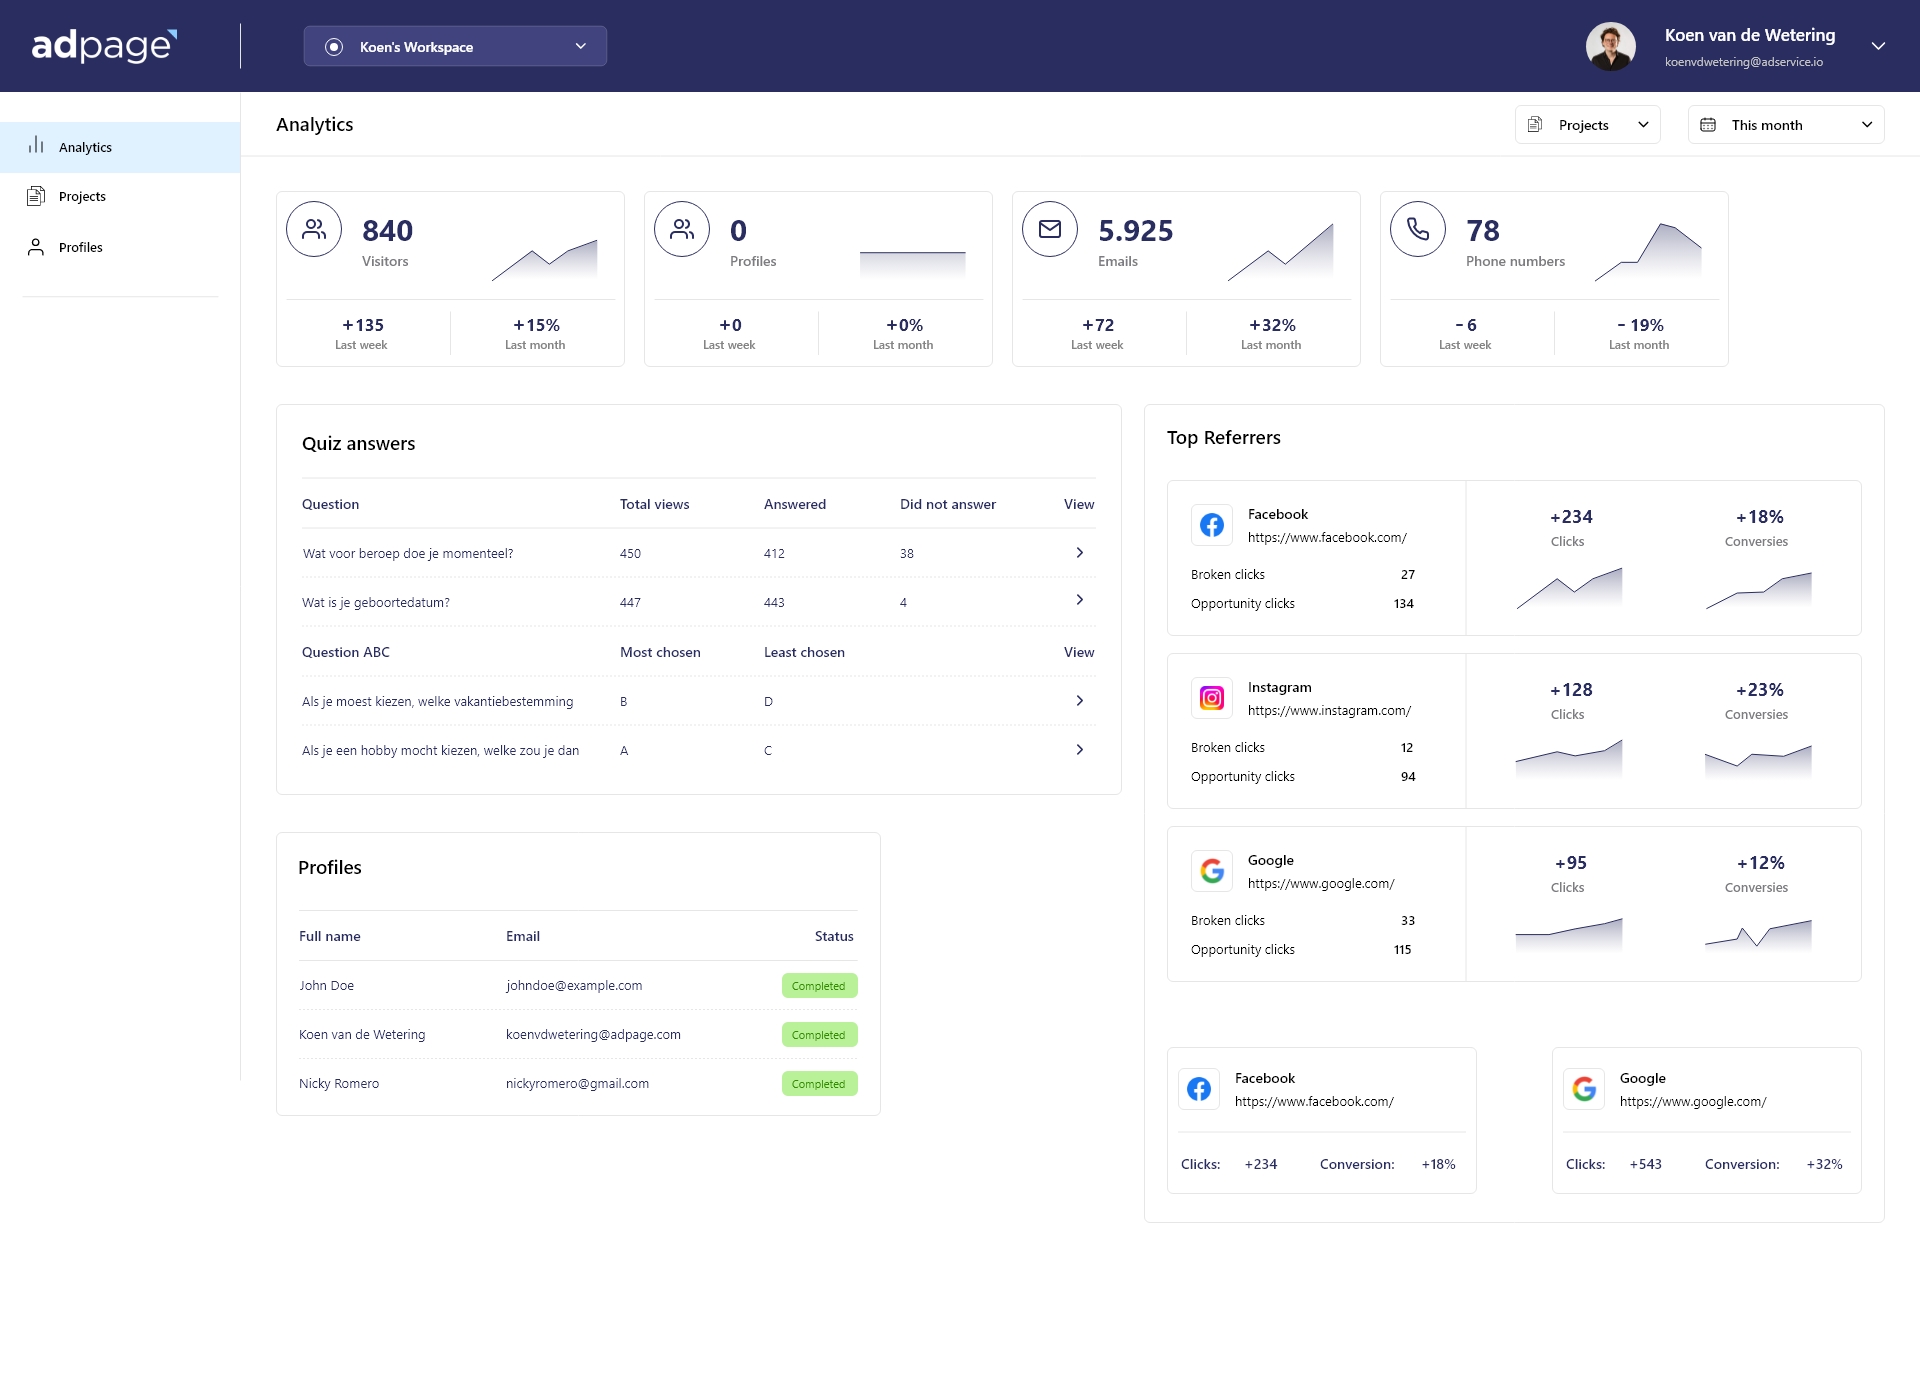 adpage
Koen's Workspace
Koen van de Wetering
koenvdwetering@adservice.io
Analytics
Projects
Profiles
Analytics
Projects
This month
840
Visitors
+135
Last week
+15%
Last month
0
Profiles
+0
Last week
+0%
Last month
5.925
Emails
+72
Last week
+32%
Last month
78
Phone numbers
- 6
Last week
- 19%
Last month
Quiz answers
Question Total views Answered Did not answer View
Wat voor beroep doe je momenteel? 450 412 38
Wat is je geboortedatum? 447 443 4
Question ABC Most chosen Least chosen View
Als je moest kiezen, welke vakantiebestemming B D
Als je een hobby mocht kiezen, welke zou je dan A C
Profiles
Full name Email Status
John Doe johndoe@example.com Completed
Koen van de Wetering koenvdwetering@adpage.com Completed
Nicky Romero nickyromero@gmail.com Completed
Top Referrers
Facebook
https://www.facebook.com/
Broken clicks 27
Opportunity clicks 134
+234
Clicks
+18%
Conversies
Instagram
https://www.instagram.com/
Broken clicks 12
Opportunity clicks 94
+128
Clicks
+23%
Conversies
Google
https://www.google.com/
Broken clicks 33
Opportunity clicks 115
+95
Clicks
+12%
Conversies
Facebook
https://www.facebook.com/
Clicks: +234 Conversion: +18%
Google
https://www.google.com/
Clicks: +543 Conversion: +32%